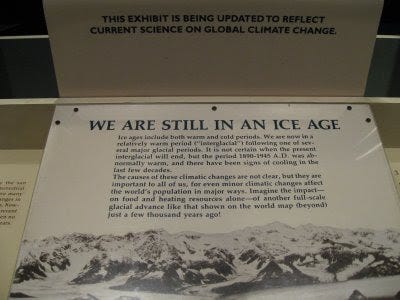 THIS EXHIBIT IS BEING UPDATED TO REFLECT
CURRENT SCIENCE ON GLOBAL CLIMATE CHANGE.
WE ARE STILL IN AN ICE AGE
Ice ages include both warm and cold periods. We are now in a
relatively warm period ("interglacial") following one of sev-
eral major glacial periods. It is not certain when the present
interglacial will end, but the period 1890-1945 A.D. was ab-
normally warm, and there have been signs of cooling in the
last few decades.
The causes of these climatic changes are not clear, but they are
important to all of us, for even minor climatic changes affect
the world's population in major ways. Imagine the impact—
on food and heating resources alone—of another full-scale
glacial advance like that shown on the world map (beyond)
just a few thousand years ago!